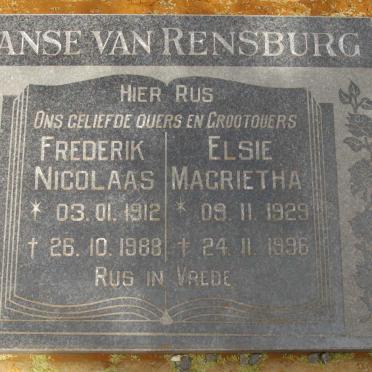 ANSE VAN RENSBURG
HIER RUS
ONS GELIEFDE OUERS EN GROOTOUERS
FREDERIK NICOLAAS
* 03.01.1912
† 26.10.1988
ELSIE MAGRIETHA
* 09.11.1929
† 24.11.1996
RUS IN VREDE